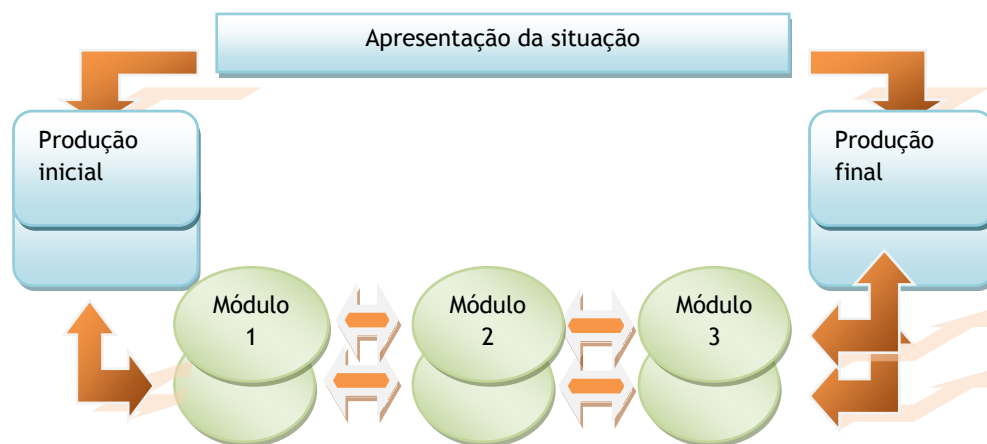 Apresentação da situação
Produção
inicial
Produção
final
Módulo
1
Módulo
2
Módulo
3